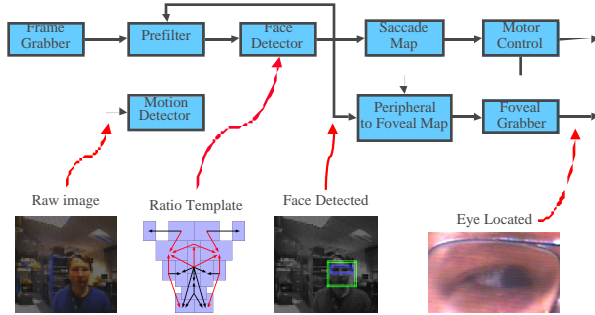 Frame
Grabber
Prefilter
Face
Detector
Saccade
Map
Motor
Control
Motion
Detector
Peripheral
to Foveal Map
Foveal
Grabber
Raw image
Ratio Template
Face Detected
Eye Located